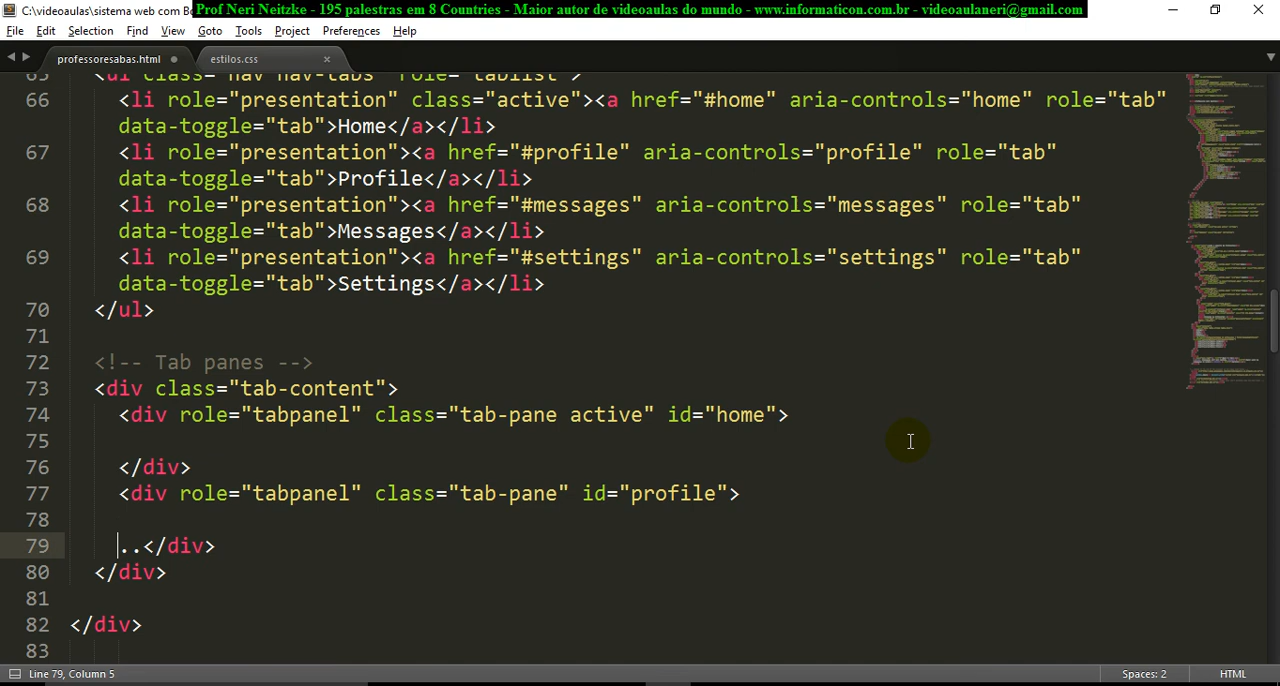 C:\videoaulas\sistema web com Bo
Prof Neri Neitzke - 195 palestras em 8 Countries - Maior autor de videoaulas do mundo - www.informaticon.com.br - videoaulaneri@gmail.com
File Edit Selection Find View Goto Tools Project Preferences Help
professoresabas.html estilos.css ×
65 <ul class="nav nav-tabs" role="tablist">
66 <li role="presentation" class="active"><a href="#home" aria-controls="home" role="tab"
data-toggle="tab">Home</a></li>
67 <li role="presentation"><a href="#profile" aria-controls="profile" role="tab"
data-toggle="tab">Profile</a></li>
68 <li role="presentation"><a href="#messages" aria-controls="messages" role="tab"
data-toggle="tab">Messages</a></li>
69 <li role="presentation"><a href="#settings" aria-controls="settings" role="tab"
data-toggle="tab">Settings</a></li>
70 </ul>
71
72 <!-- Tab panes -->
73 <div class="tab-content">
74 <div role="tabpanel" class="tab-pane active" id="home">
75
76 </div>
77 <div role="tabpanel" class="tab-pane" id="profile">
78
79 ..</div>
80 </div>
81
82 </div>
83
Line 79, Column 5 Spaces: 2 HTML